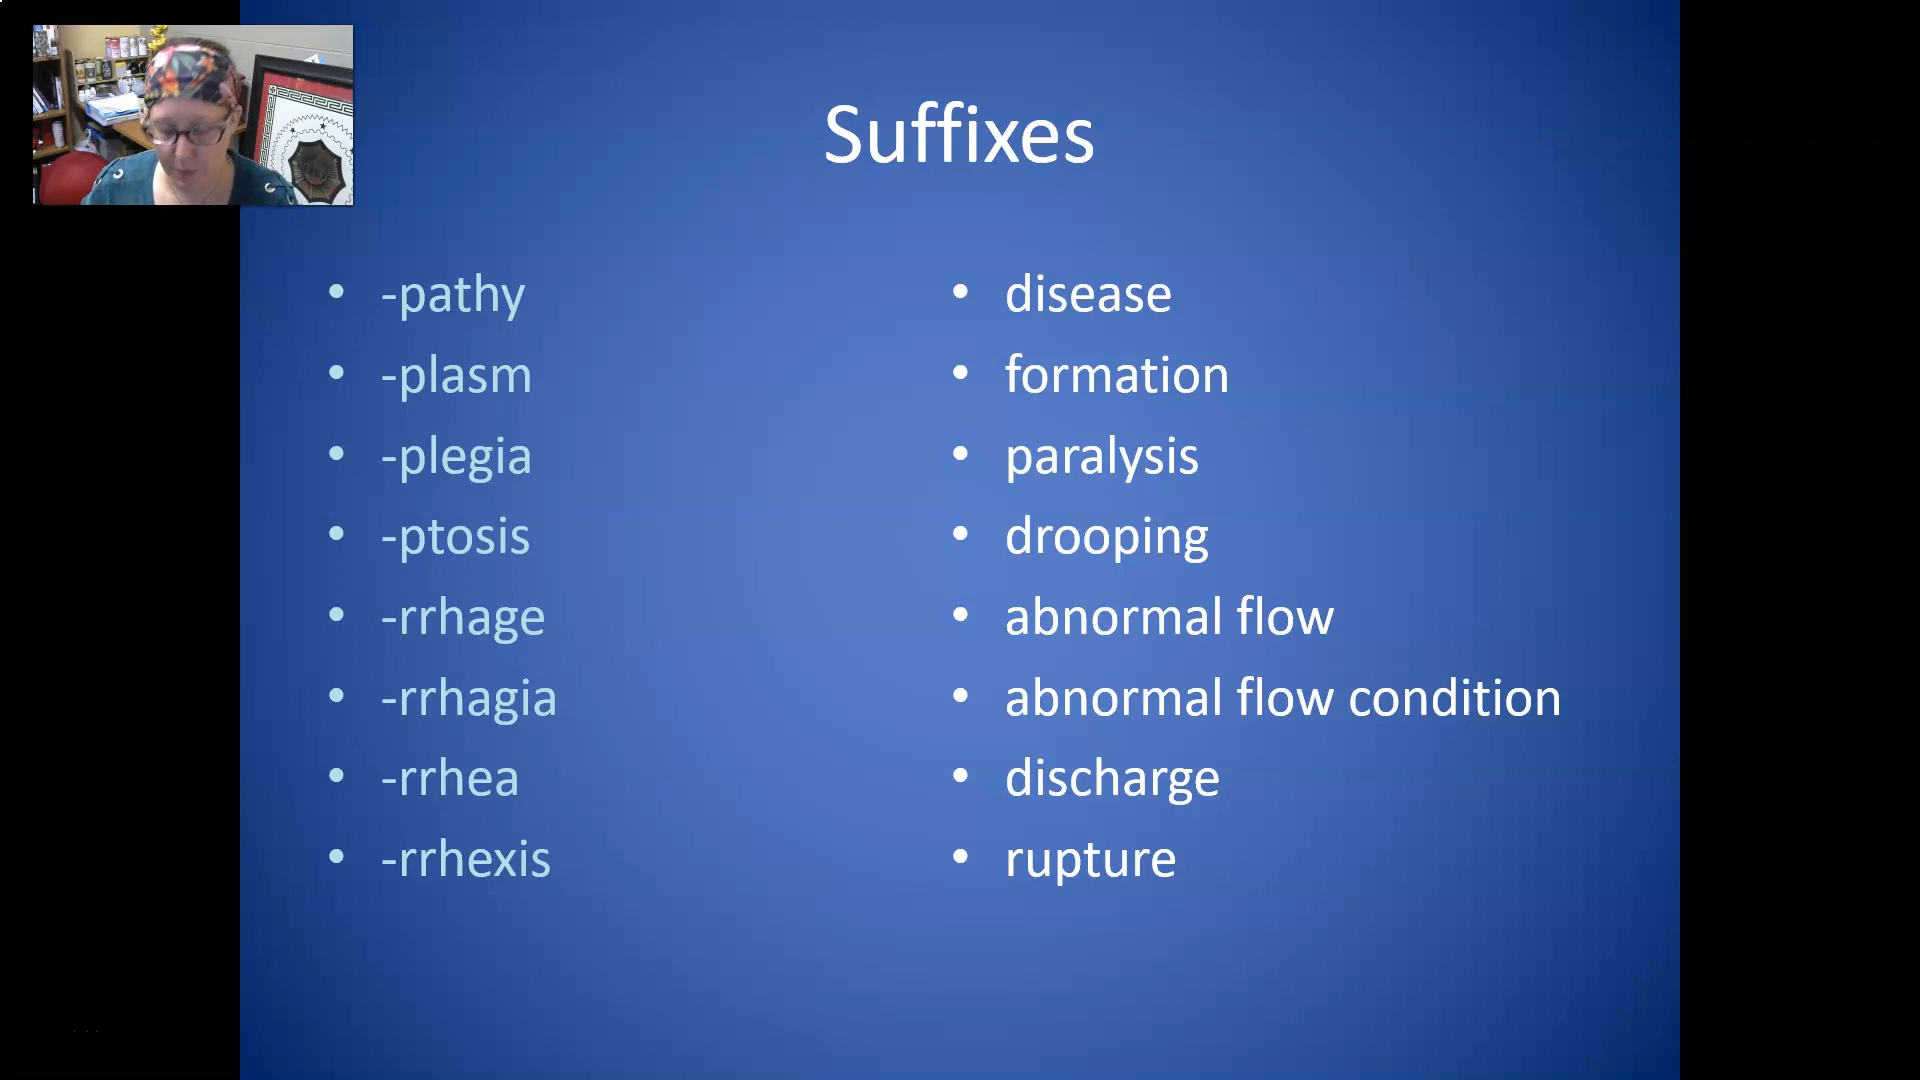 Suffixes
-pathy
-plasm
-plegia
-ptosis
-rrhage
-rrhagia
-rrhea
-rrhexis
disease
formation
paralysis
drooping
abnormal flow
abnormal flow condition
discharge
rupture